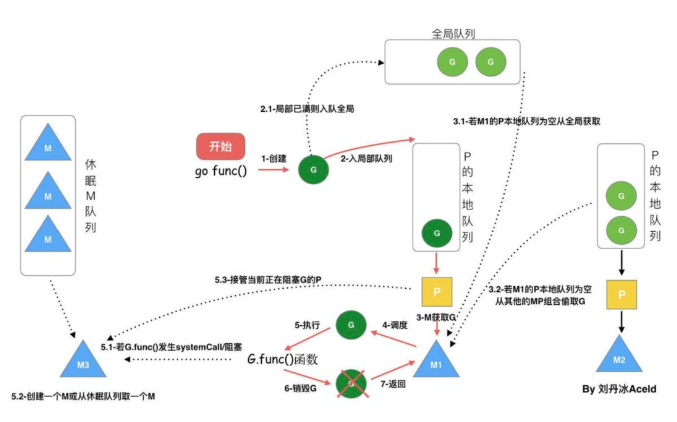 全局队列
G
G
2.1-局部已满则入队全局
3.1-若M1的P本地队列为空从全局获取
开始
go func()
1-创建
G
2-入局部队列
M
M
M
休眠M队列
G
P的本地队列
G
G
P的本地队列
5.3-接管当前正在阻塞G的P
P
3.2-若M1的P本地队列为空
从其他的MP组合偷取G
P
3-M获取G
5-执行
G
4-调度
5.1-若G.func()发生systemCall/阻塞
G.func()函数
M3
M1
M2
6-销毁G
G
7-返回
5.2-创建一个M或从休眠队列取一个M
By 刘丹冰Aceld